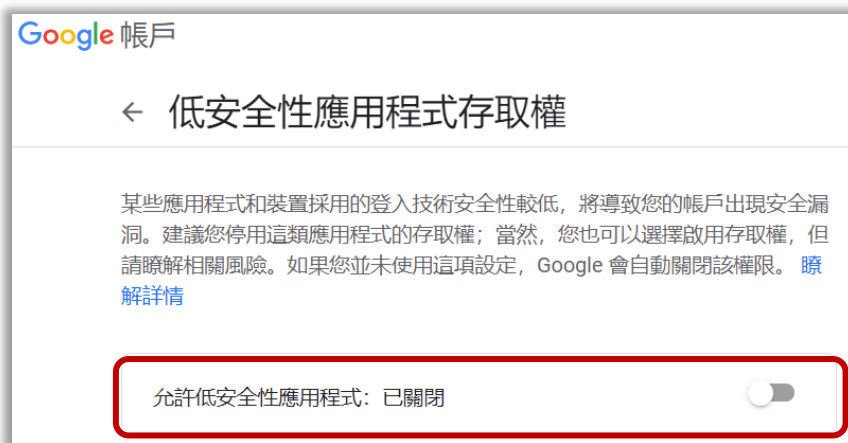 Google 帳戶
← 低安全性應用程式存取權
某些應用程式和裝置採用的登入技術安全性較低，將導致您的帳戶出現安全漏
洞。建議您停用這類應用程式的存取權；當然，您也可以選擇啟用存取權，但
請瞭解相關風險。如果您並未使用這項設定，Google 會自動關閉該權限。 瞭
解詳情
允許低安全性應用程式：已關閉